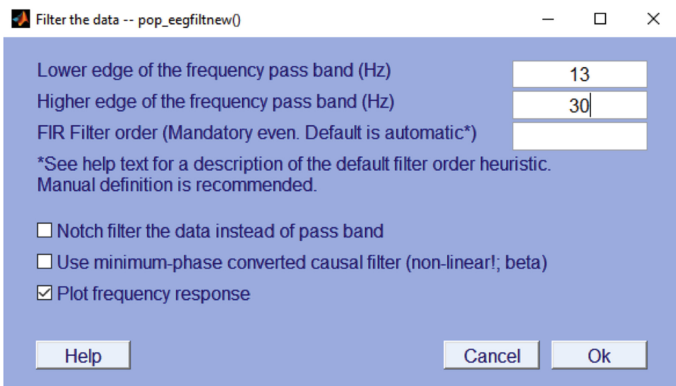 Filter the data -- pop_eegfiltnew()
Lower edge of the frequency pass band (Hz) 13
Higher edge of the frequency pass band (Hz) 30
FIR Filter order (Mandatory even. Default is automatic*)
*See help text for a description of the default filter order heuristic.
Manual definition is recommended.
Notch filter the data instead of pass band
Use minimum-phase converted causal filter (non-linear!; beta)
Plot frequency response
Help Cancel Ok